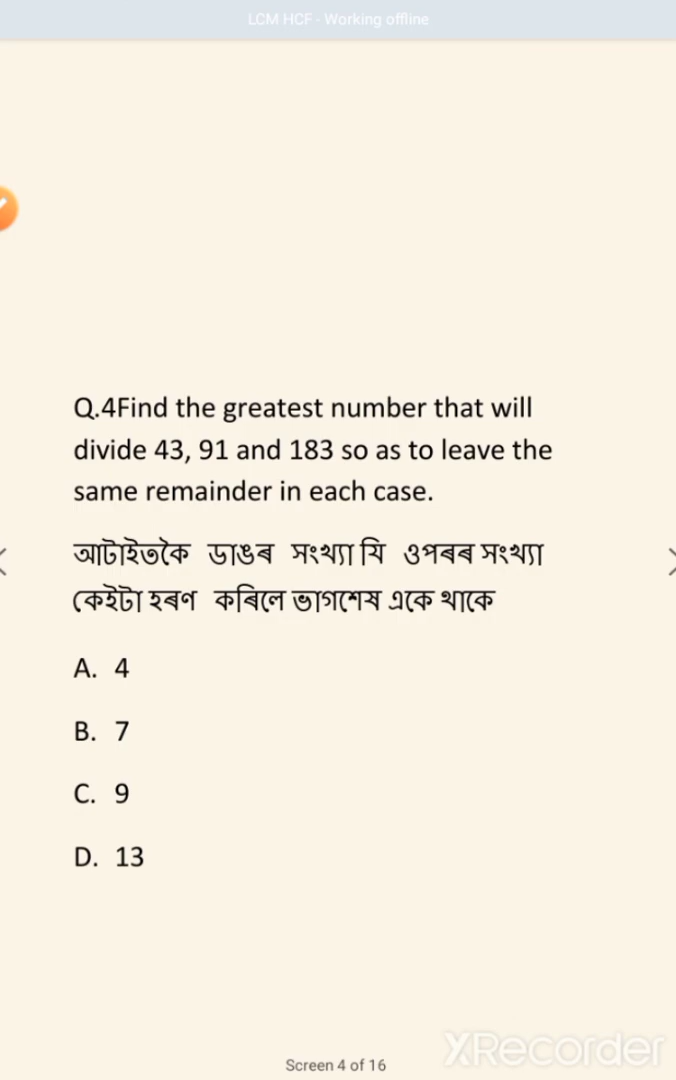 LCM HCF - Working offline
Q.4Find the greatest number that will
divide 43, 91 and 183 so as to leave the
same remainder in each case.
আটাইতকৈ ডাঙৰ সংখ্যা যি ওপৰৰ সংখ্যা
কেইটা হৰণ কৰিলে ভাগশেষ একে থাকে
A. 4
B. 7
C. 9
D. 13
Screen 4 of 16
XRecorder